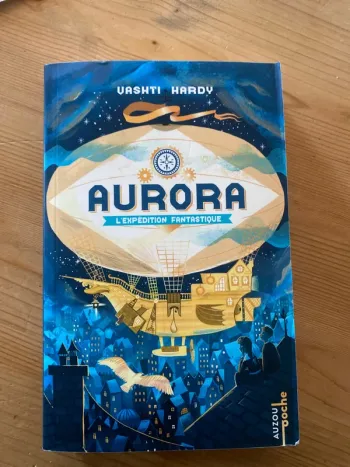 VASHTI HARDY
AURORA
L'EXPÉDITION FANTASTIQUE
AUZOU
poche